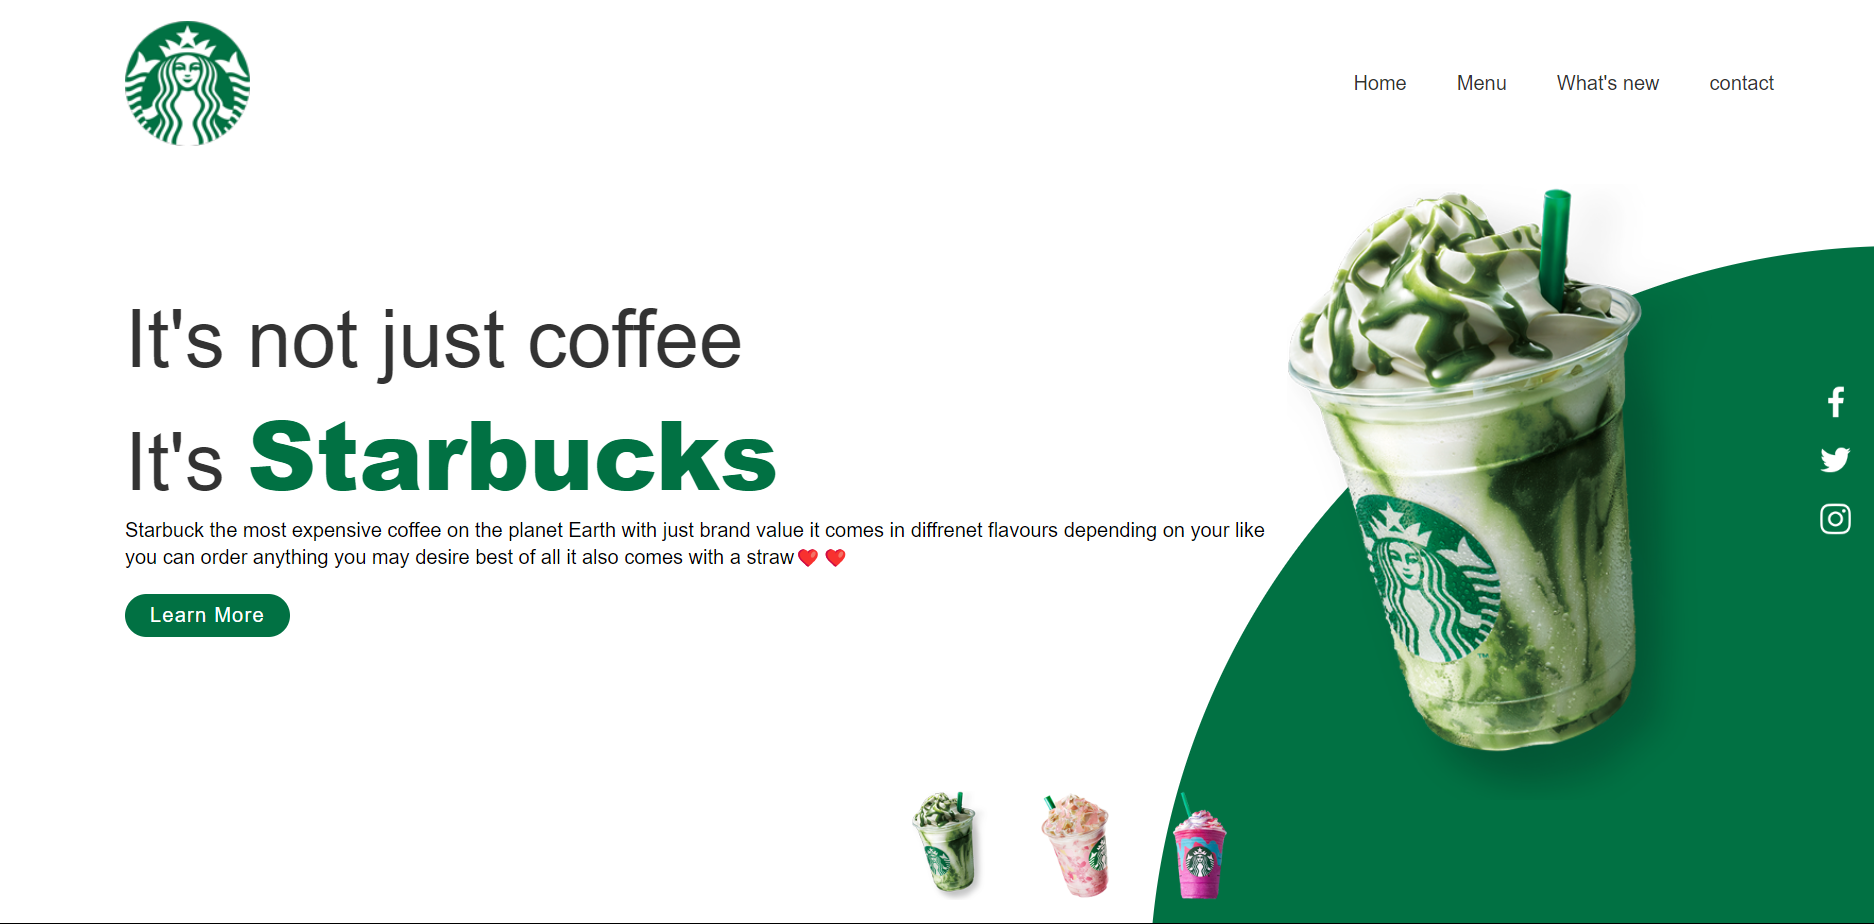 Home Menu What's new contact
It's not just coffee
It's Starbucks
Starbuck the most expensive coffee on the planet Earth with just brand value it comes in diffrenet flavours depending on your like
you can order anything you may desire best of all it also comes with a straw❤️ ❤️
Learn More
TM